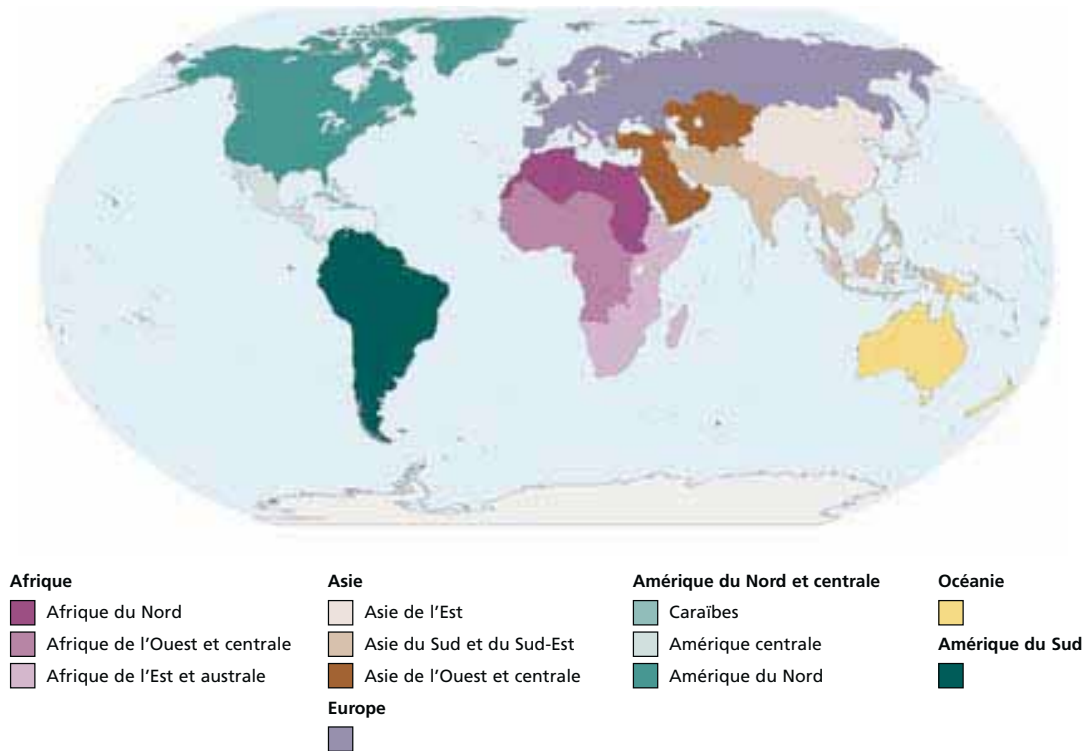 Afrique
Afrique du Nord
Afrique de l'Ouest et centrale
Afrique de l'Est et australe
Asie
Asie de l'Est
Asie du Sud et du Sud-Est
Asie de l'Ouest et centrale
Europe
Amérique du Nord et centrale
Caraïbes
Amérique centrale
Amérique du Nord
Océanie
Amérique du Sud